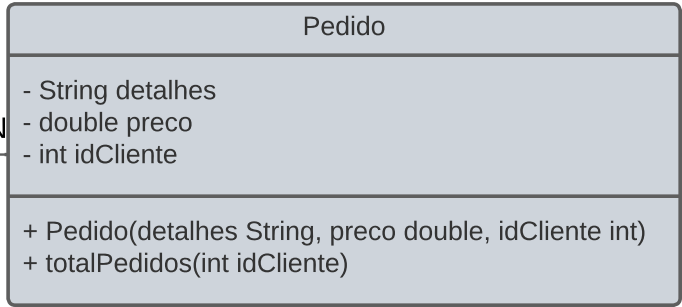 Pedido
- String detalhes
- double preco
N
- int idCliente
+ Pedido(detalhes String, preco double, idCliente int)
+ totalPedidos(int idCliente)